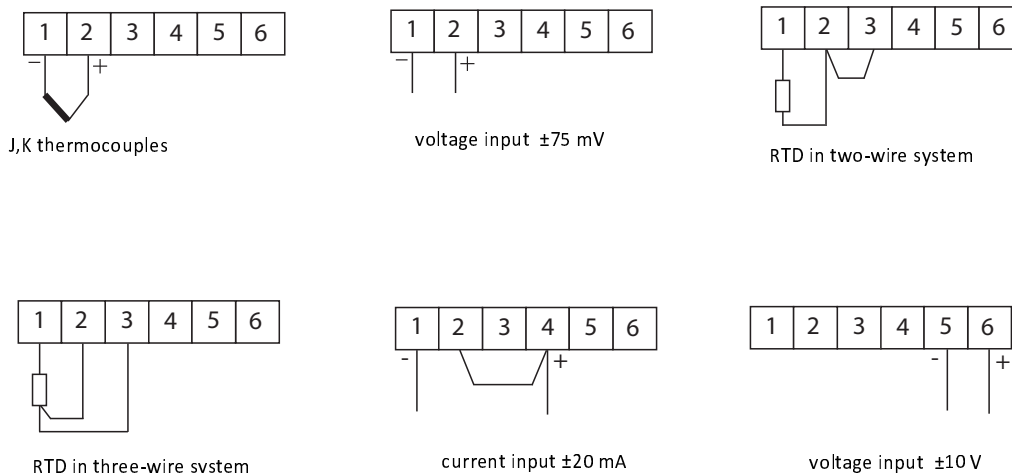 1 2 3 4 5 6
− +
J,K thermocouples
1 2 3 4 5 6
− +
voltage input ±75 mV
1 2 3 4 5 6
RTD in two-wire system
1 2 3 4 5 6
RTD in three-wire system
1 2 3 4 5 6
- +
current input ±20 mA
1 2 3 4 5 6
- +
voltage input ±10 V